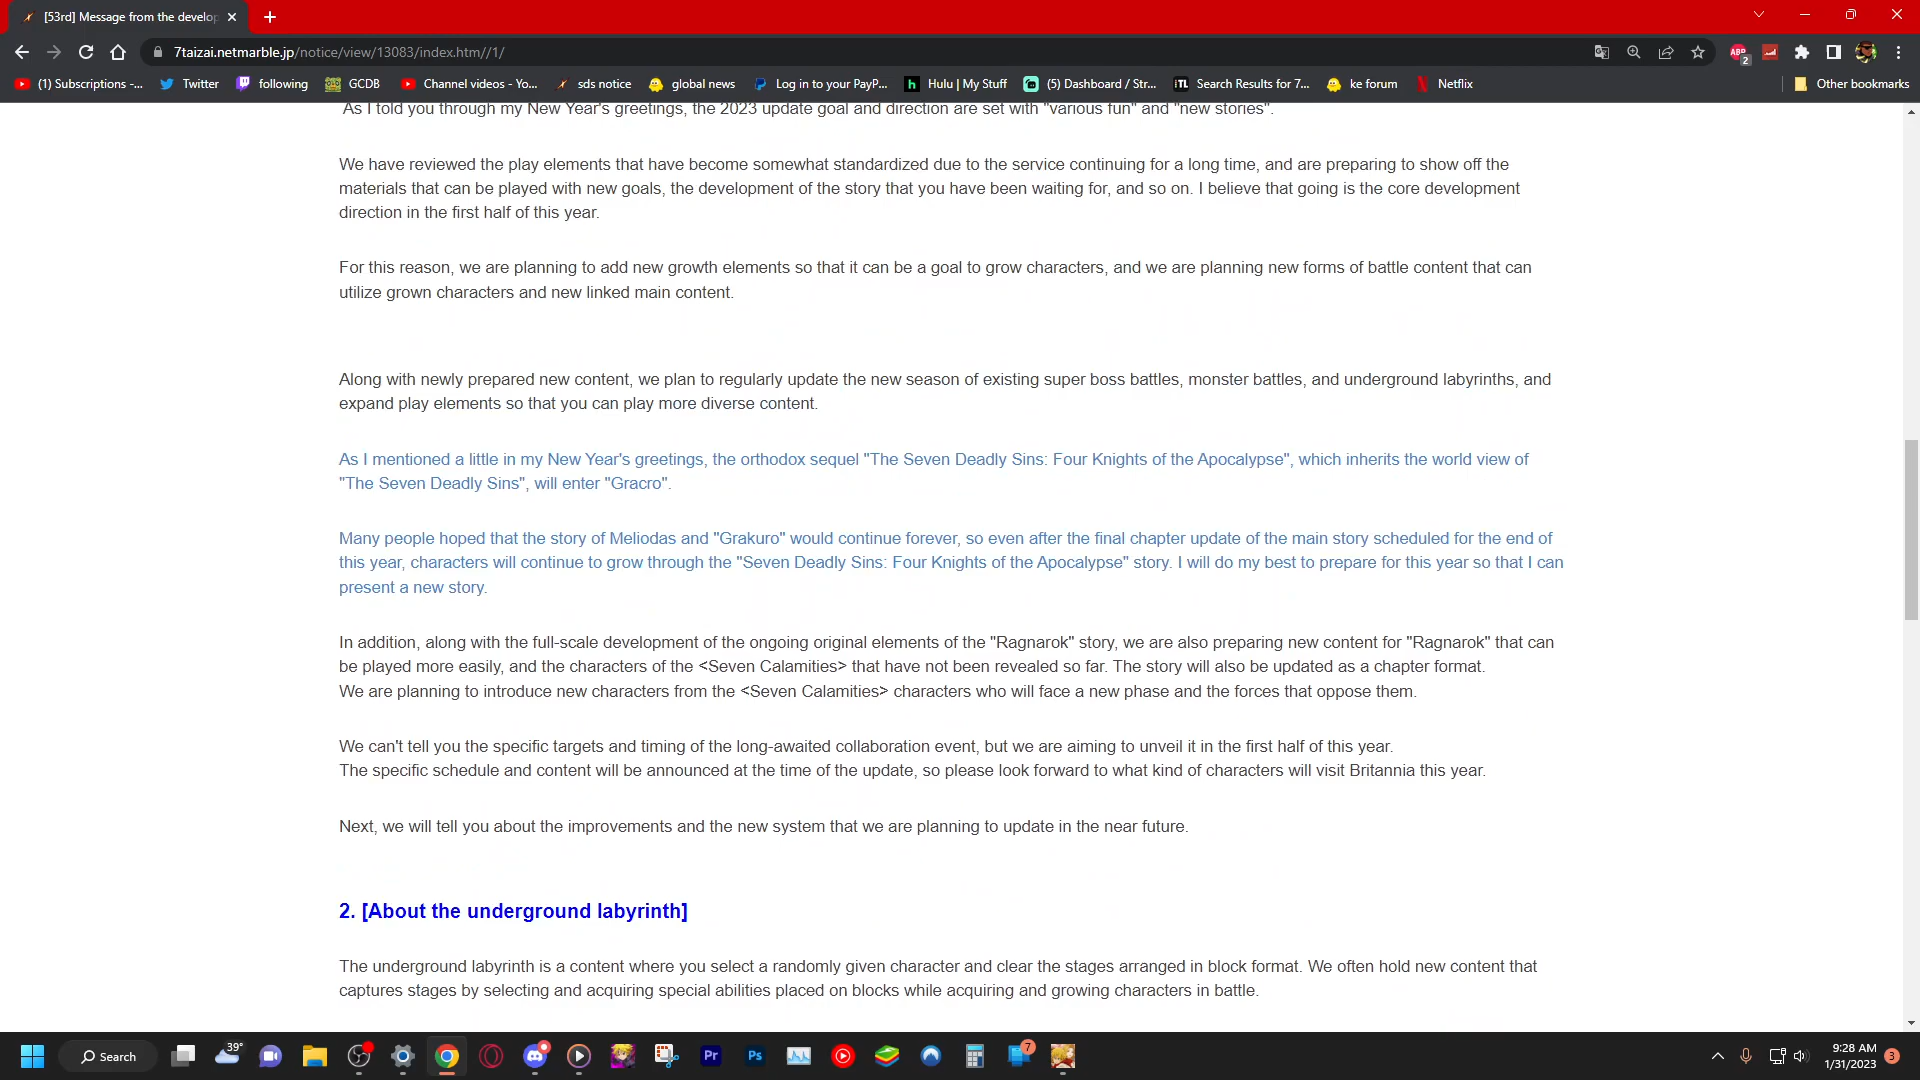 [53rd] Message from the develop
7taizai.netmarble.jp/notice/view/13083/index.htm//1/
ABP
2
(1) Subscriptions -...
Twitter
following
GCDB
Channel videos - Yo...
sds notice
global news
Log in to your PayP...
Hulu | My Stuff
(5) Dashboard / Str...
Search Results for 7...
ke forum
Netflix
Other bookmarks
As I told you through my New Year's greetings, the 2023 update goal and direction are set with "various fun" and "new stories".
We have reviewed the play elements that have become somewhat standardized due to the service continuing for a long time, and are preparing to show off the
materials that can be played with new goals, the development of the story that you have been waiting for, and so on. I believe that going is the core development
direction in the first half of this year.
For this reason, we are planning to add new growth elements so that it can be a goal to grow characters, and we are planning new forms of battle content that can
utilize grown characters and new linked main content.
Along with newly prepared new content, we plan to regularly update the new season of existing super boss battles, monster battles, and underground labyrinths, and
expand play elements so that you can play more diverse content.
As I mentioned a little in my New Year's greetings, the orthodox sequel "The Seven Deadly Sins: Four Knights of the Apocalypse", which inherits the world view of
"The Seven Deadly Sins", will enter "Gracro".
Many people hoped that the story of Meliodas and "Grakuro" would continue forever, so even after the final chapter update of the main story scheduled for the end of
this year, characters will continue to grow through the "Seven Deadly Sins: Four Knights of the Apocalypse" story. I will do my best to prepare for this year so that I can
present a new story.
In addition, along with the full-scale development of the ongoing original elements of the "Ragnarok" story, we are also preparing new content for "Ragnarok" that can
be played more easily, and the characters of the <Seven Calamities> that have not been revealed so far. The story will also be updated as a chapter format.
We are planning to introduce new characters from the <Seven Calamities> characters who will face a new phase and the forces that oppose them.
We can't tell you the specific targets and timing of the long-awaited collaboration event, but we are aiming to unveil it in the first half of this year.
The specific schedule and content will be announced at the time of the update, so please look forward to what kind of characters will visit Britannia this year.
Next, we will tell you about the improvements and the new system that we are planning to update in the near future.
2. [About the underground labyrinth]
The underground labyrinth is a content where you select a randomly given character and clear the stages arranged in block format. We often hold new content that
captures stages by selecting and acquiring special abilities placed on blocks while acquiring and growing characters in battle.
Search
39°
Pr
Ps
7
9:28 AM
1/31/2023
3